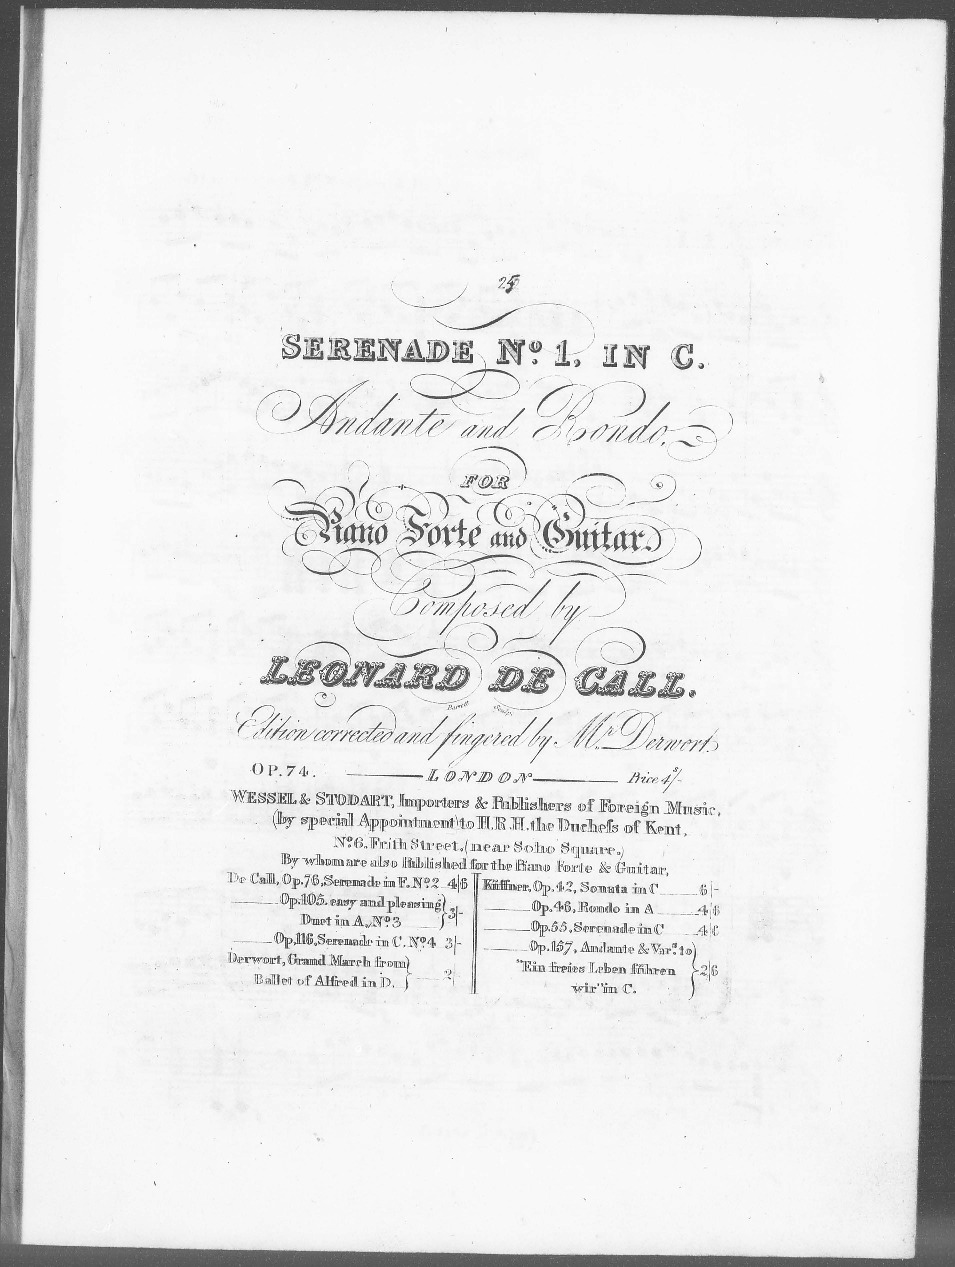 SERENADE Nº. 1, IN C.
Andante and Rondo,
FOR
Piano Forte and Guitar.
Composed by
LEONARD DE CALL.
Barnett Sculpt.
Edition corrected and fingered by Mr. Derwort.
OP. 74. LONDON Price 4s/-
WESSEL & STODART, Importers & Publishers of Foreign Music,
(by special Appointment) to H.R.H. the Duchess of Kent,
Nº 6, Frith Street, (near Soho Square.)
By whom are also Published for the Piano Forte & Guitar,
De Call, Op. 76, Serenade in F. Nº 2 4/6
Op. 105. easy and pleasing
Duet in A, Nº 3 3/-
Op. 116, Serenade in C. Nº 4 3/-
Derwort, Grand March from
Ballet of Alfred in D. 2/
Küffner, Op. 42, Sonata in C 6/-
Op. 46, Rondo in A 4/6
Op. 55, Serenade in C 4/6
Op. 157, Andante & Vars. to
"Ein freies Leben führen
wir" in C. 2/6